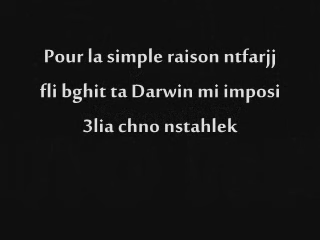 Pour la simple raison ntfarjj
fli bghit ta Darwin mi imposi
3lia chno nstahlek